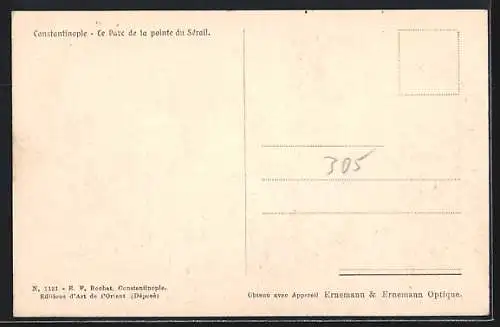 Constantinople - Le Parc de la pointe du Sérail.
305
N. 1131 - E. F. Rochat, Constantinople.
Editions d'Art de l'Orient (Déposé)
Obtenu avec Appareil Ernemann & Ernemann Optique.